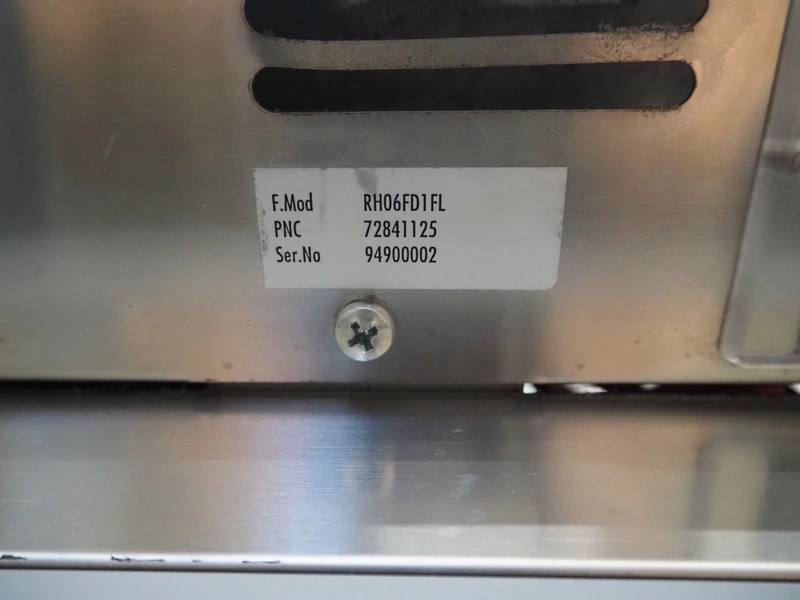 F.Mod RH06FD1FL
PNC 72841125
Ser.No 94900002